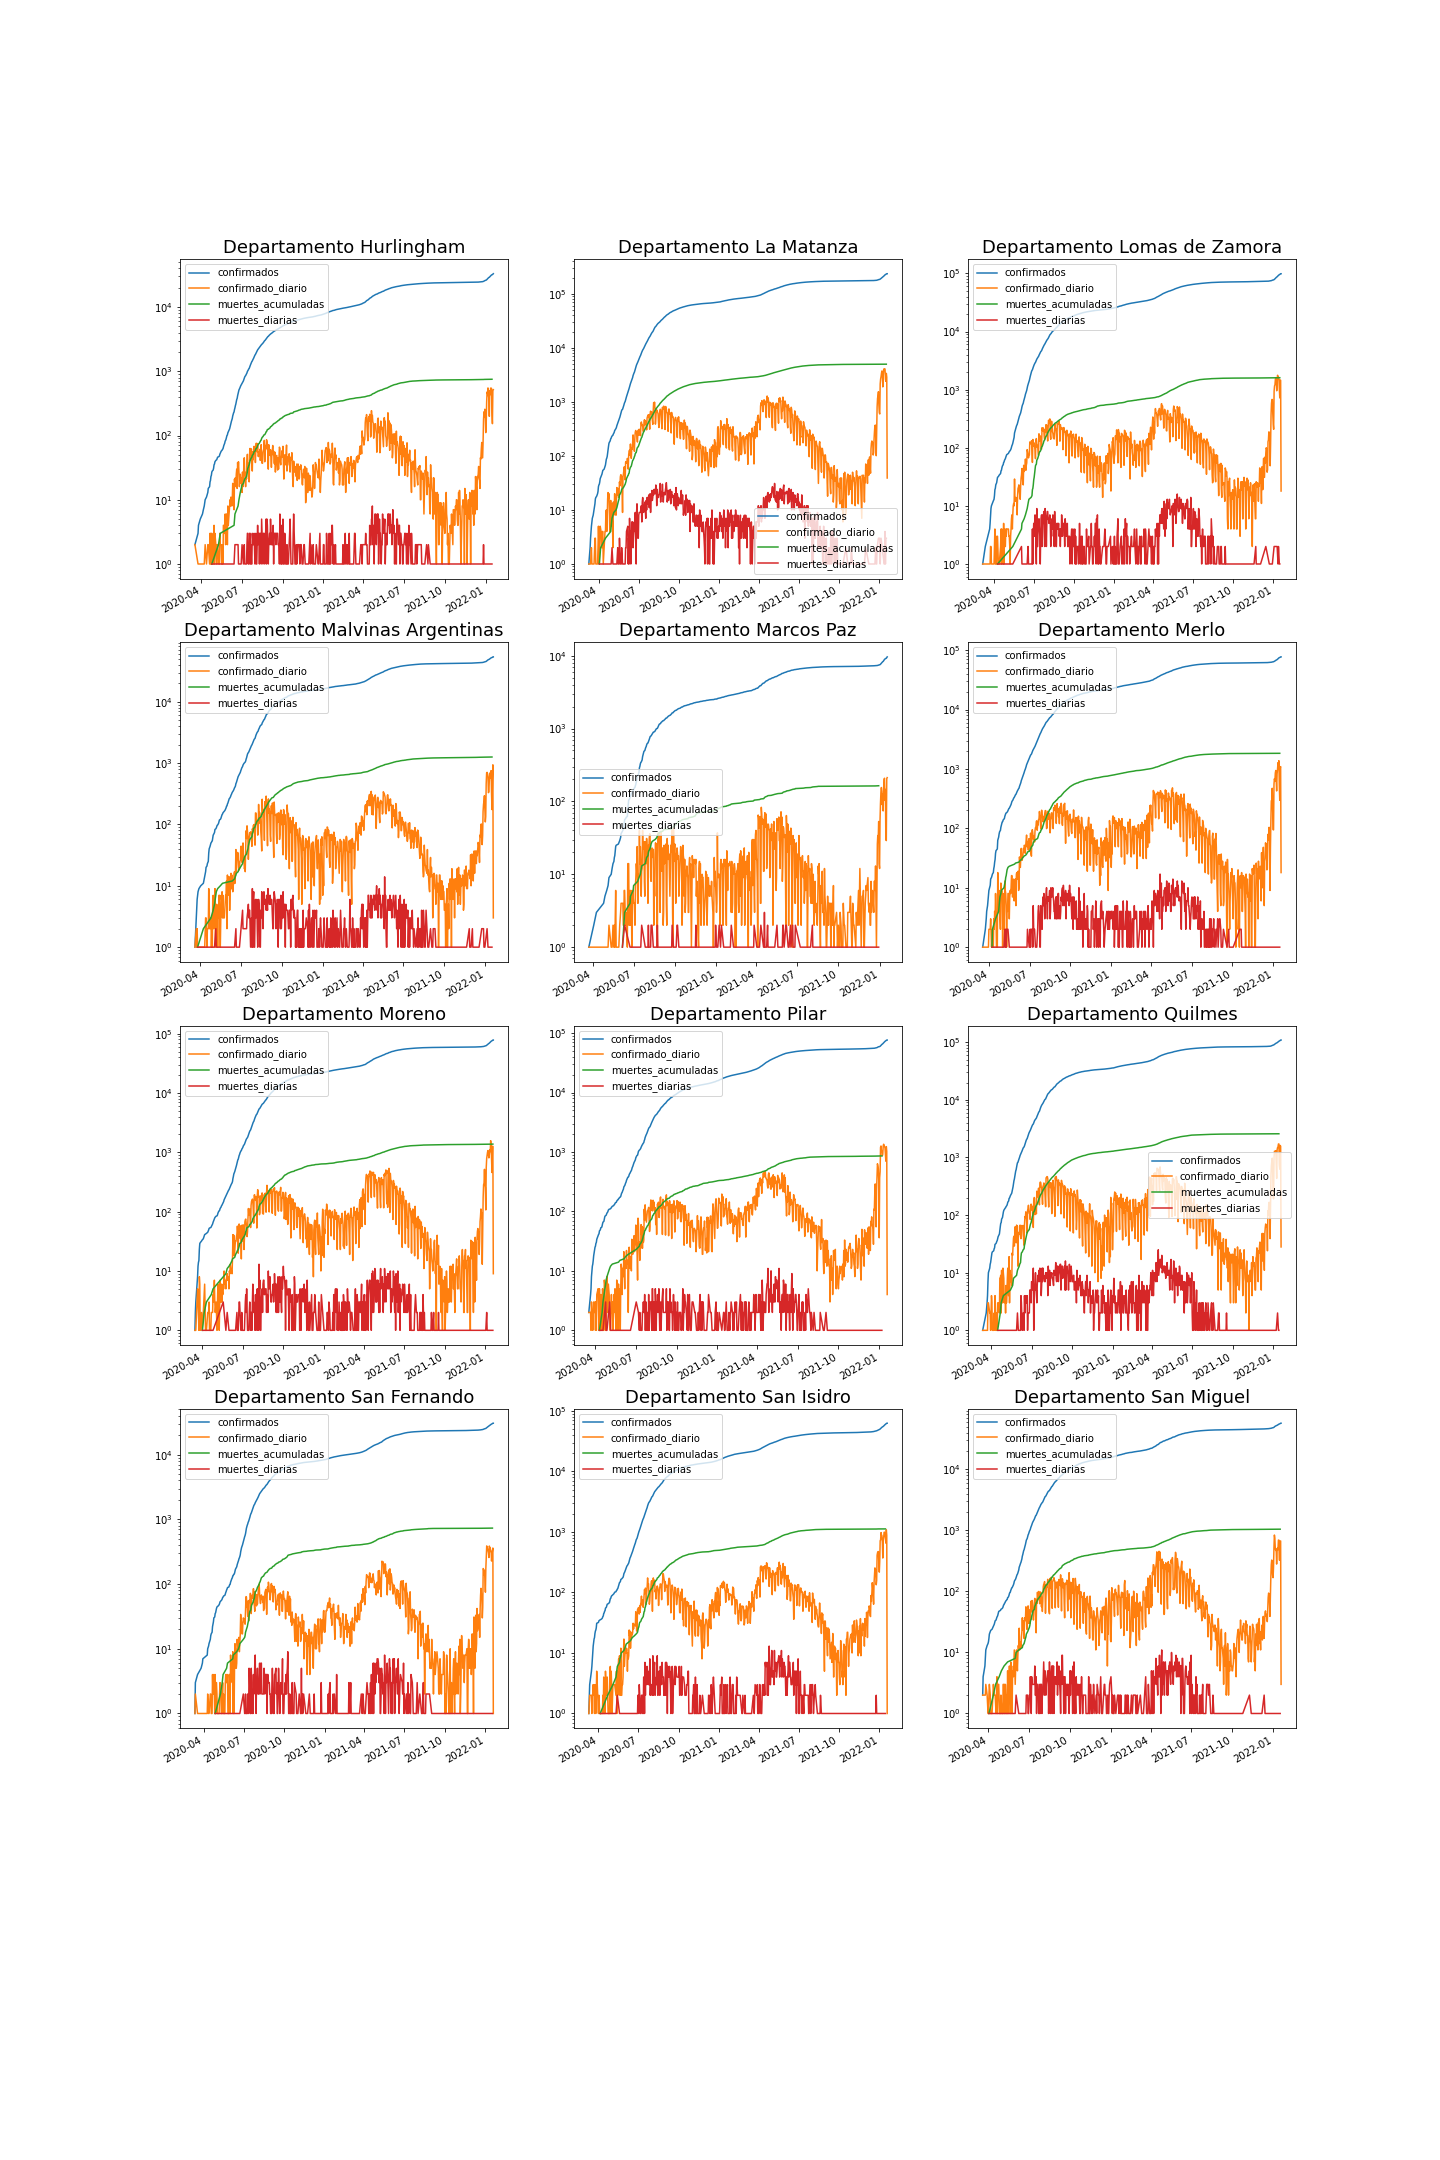 Departamento Hurlingham
confirmados
confirmado_diario
muertes_acumuladas
muertes_diarias
10⁴
10³
10²
10¹
10⁰
2020-04 2020-07 2020-10 2021-01 2021-04 2021-07 2021-10 2022-01
Departamento La Matanza
10⁵
10⁴
10³
10²
10¹
10⁰
confirmados
confirmado_diario
muertes_acumuladas
muertes_diarias
2020-04 2020-07 2020-10 2021-01 2021-04 2021-07 2021-10 2022-01
Departamento Lomas de Zamora
confirmados
confirmado_diario
muertes_acumuladas
muertes_diarias
10⁵
10⁴
10³
10²
10¹
10⁰
2020-04 2020-07 2020-10 2021-01 2021-04 2021-07 2021-10 2022-01
Departamento Malvinas Argentinas
confirmados
confirmado_diario
muertes_acumuladas
muertes_diarias
10⁴
10³
10²
10¹
10⁰
2020-04 2020-07 2020-10 2021-01 2021-04 2021-07 2021-10 2022-01
Departamento Marcos Paz
10⁴
10³
10²
10¹
10⁰
confirmados
confirmado_diario
muertes_acumuladas
muertes_diarias
2020-04 2020-07 2020-10 2021-01 2021-04 2021-07 2021-10 2022-01
Departamento Merlo
confirmados
confirmado_diario
muertes_acumuladas
muertes_diarias
10⁵
10⁴
10³
10²
10¹
10⁰
2020-04 2020-07 2020-10 2021-01 2021-04 2021-07 2021-10 2022-01
Departamento Moreno
confirmados
confirmado_diario
muertes_acumuladas
muertes_diarias
10⁵
10⁴
10³
10²
10¹
10⁰
2020-04 2020-07 2020-10 2021-01 2021-04 2021-07 2021-10 2022-01
Departamento Pilar
confirmados
confirmado_diario
muertes_acumuladas
muertes_diarias
10⁵
10⁴
10³
10²
10¹
10⁰
2020-04 2020-07 2020-10 2021-01 2021-04 2021-07 2021-10 2022-01
Departamento Quilmes
10⁵
10⁴
10³
10²
10¹
10⁰
confirmados
confirmado_diario
muertes_acumuladas
muertes_diarias
2020-04 2020-07 2020-10 2021-01 2021-04 2021-07 2021-10 2022-01
Departamento San Fernando
confirmados
confirmado_diario
muertes_acumuladas
muertes_diarias
10⁴
10³
10²
10¹
10⁰
2020-04 2020-07 2020-10 2021-01 2021-04 2021-07 2021-10 2022-01
Departamento San Isidro
confirmados
confirmado_diario
muertes_acumuladas
muertes_diarias
10⁵
10⁴
10³
10²
10¹
10⁰
2020-04 2020-07 2020-10 2021-01 2021-04 2021-07 2021-10 2022-01
Departamento San Miguel
confirmados
confirmado_diario
muertes_acumuladas
muertes_diarias
10⁴
10³
10²
10¹
10⁰
2020-04 2020-07 2020-10 2021-01 2021-04 2021-07 2021-10 2022-01